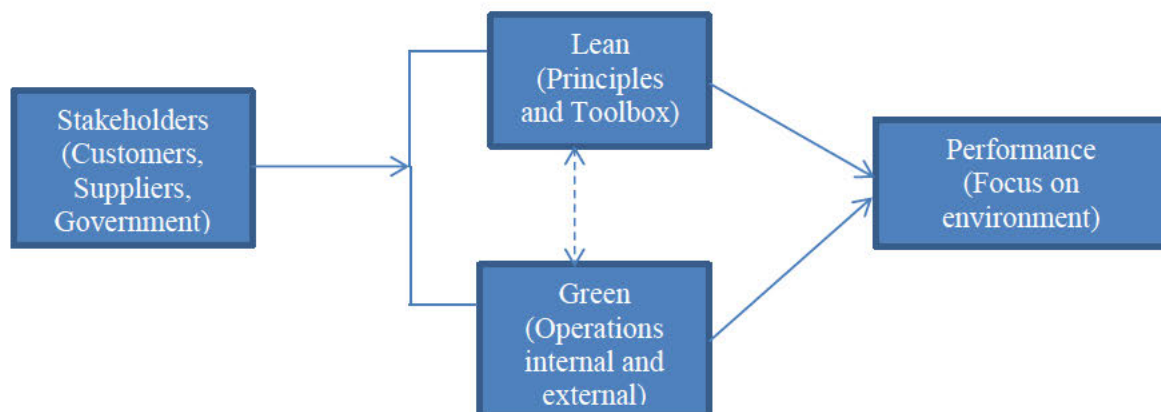 Stakeholders
(Customers,
Suppliers,
Government)
Lean
(Principles
and Toolbox)
Green
(Operations
internal and
external)
Performance
(Focus on
environment)